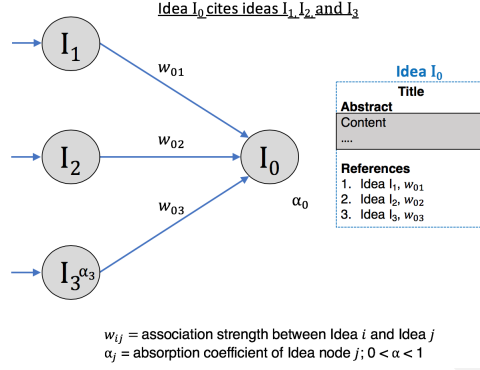 Idea I₀ cites ideas I₁, I₂, and I₃
I₁
w₀₁
I₂
w₀₂
I₀
α₀
w₀₃
I₃ α₃
Idea I₀
Title
Abstract
Content
....
References
1. Idea I₁, w₀₁
2. Idea I₂, w₀₂
3. Idea I₃, w₀₃
wᵢⱼ = association strength between Idea i and Idea j
αⱼ = absorption coefficient of Idea node j; 0 < α < 1